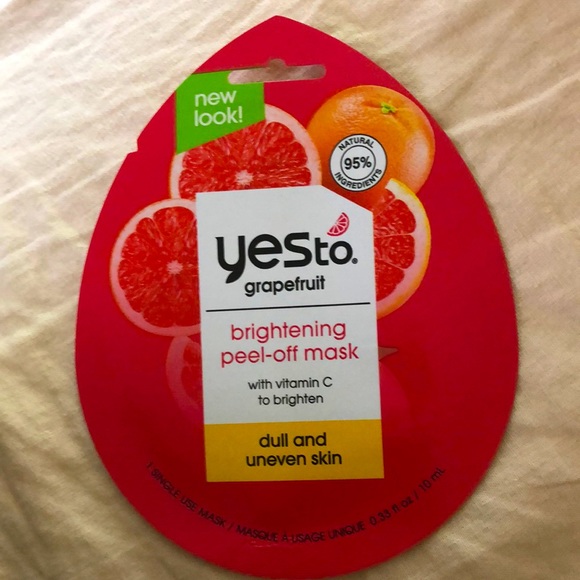 new
look!
NATURAL
95%
INGREDIENTS
yesto.
grapefruit
brightening
peel-off mask
with vitamin C
to brighten
dull and
uneven skin
1 SINGLE USE MASK / MASQUE À USAGE UNIQUE 0.33 fl oz / 10 mL